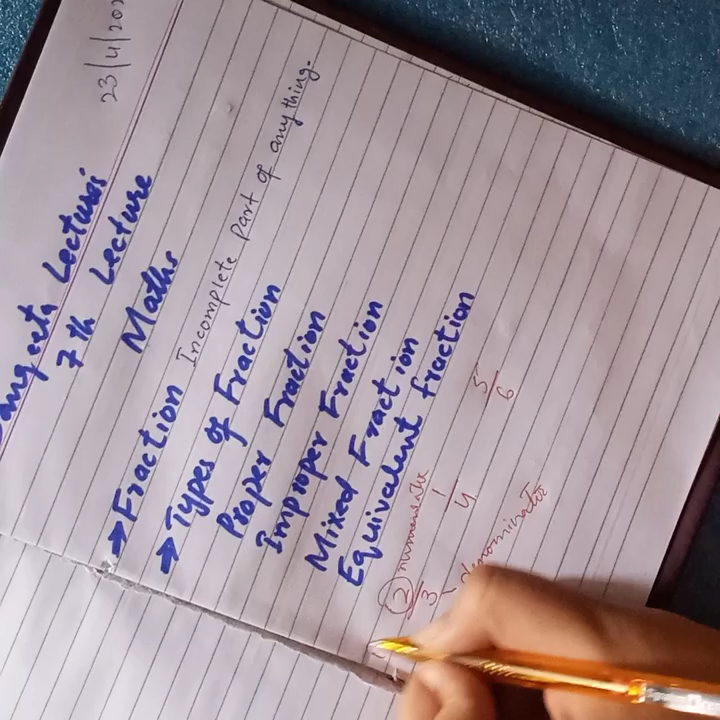 23/4/202
Sangeeta Lectures
7th Lecture
Maths
→ Fraction Incomplete part of anything.
→ Types of Fraction
Proper Fraction
Improper Fraction
Mixed Fraction
Equivalent fraction
2 numerator
3 denominator
1/4
5/6